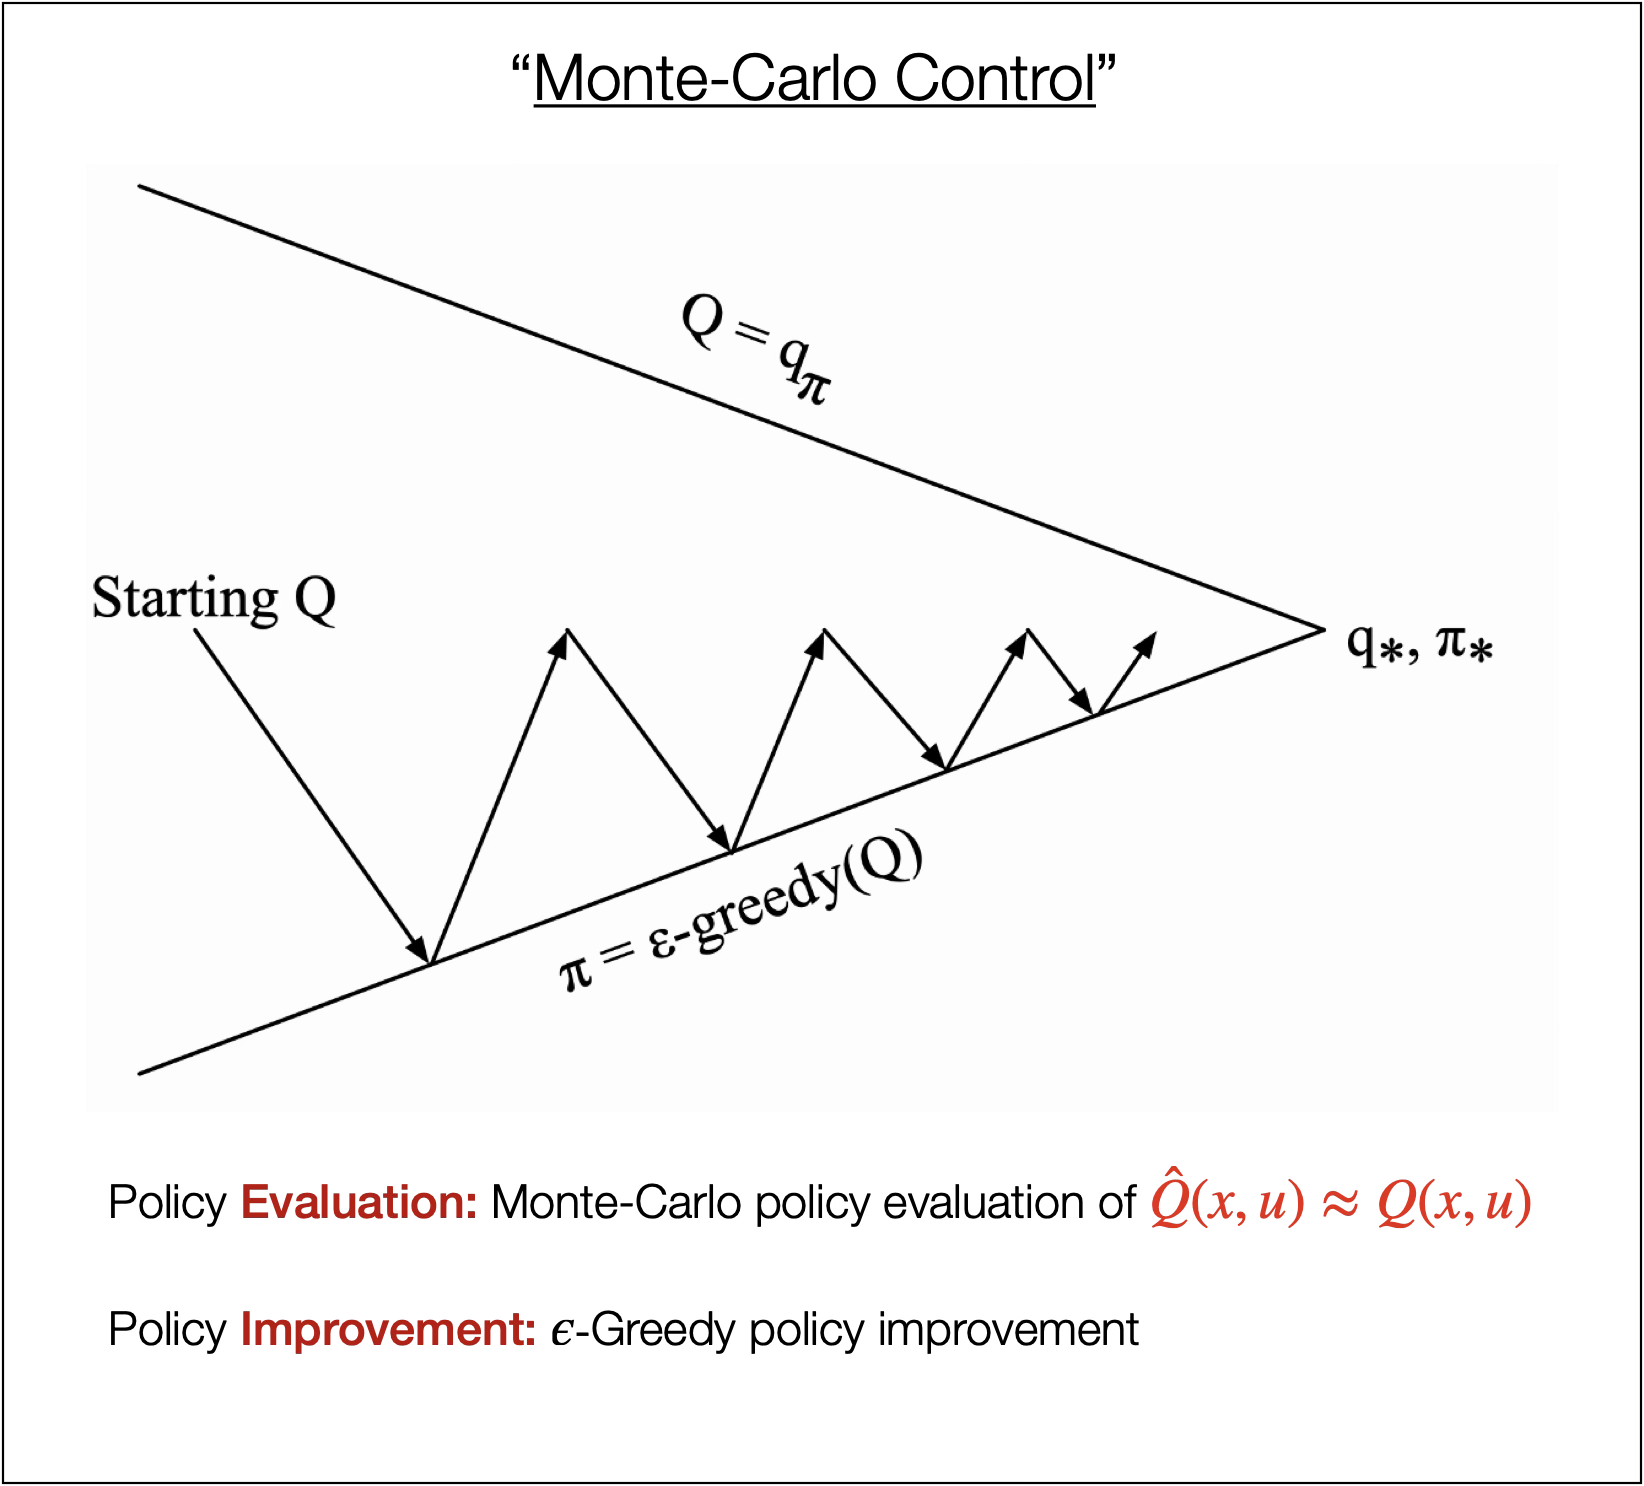 “Monte-Carlo Control”
Q = qπ
Starting Q
q*, π*
π = ε-greedy(Q)
Policy Evaluation: Monte-Carlo policy evaluation of Q̂(x, u) ≈ Q(x, u)
Policy Improvement: ϵ-Greedy policy improvement